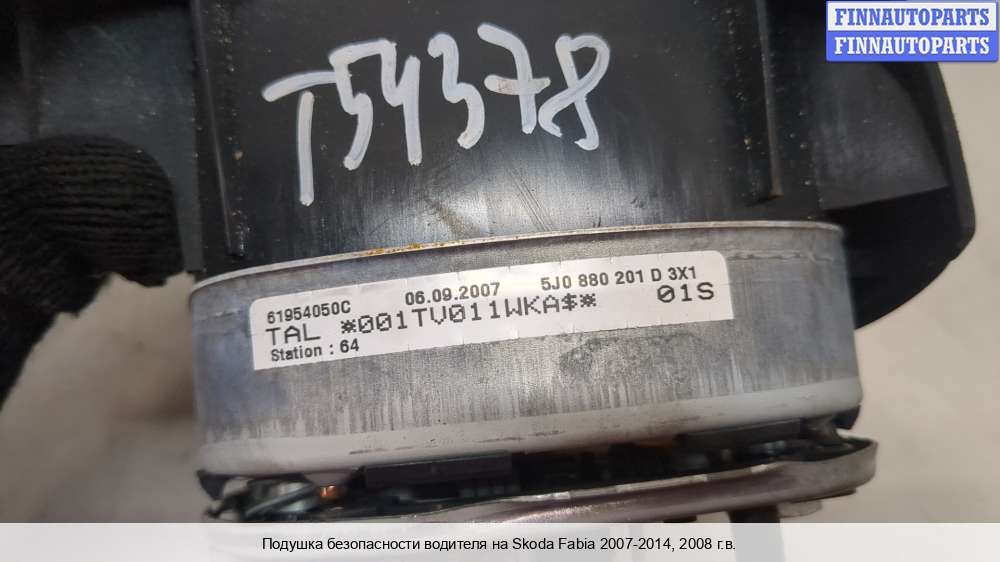 FINNAUTOPARTS
FINNAUTOPARTS
T54378
61954050C 06.09.2007 5J0 880 201 D 3X1
TAL *001TV011WKA$* 01S
Station : 64
Подушка безопасности водителя на Skoda Fabia 2007-2014, 2008 г.в.